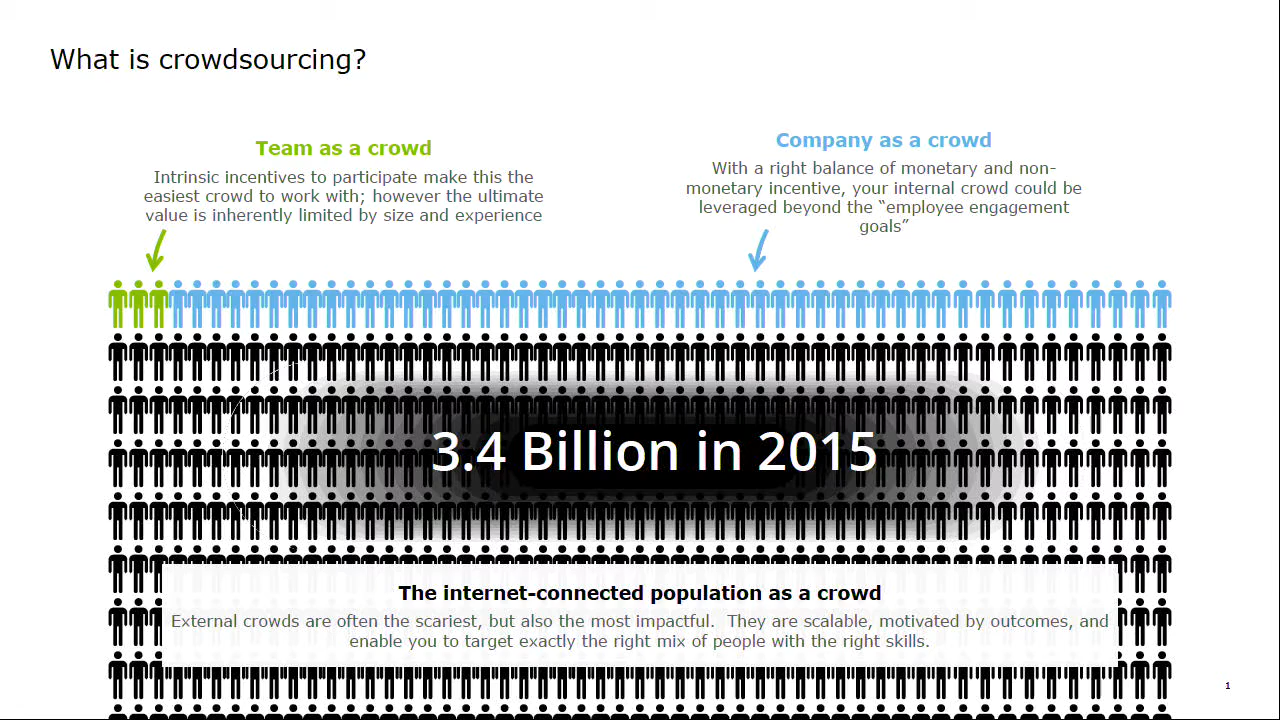 What is crowdsourcing?
Team as a crowd
Intrinsic incentives to participate make this the
easiest crowd to work with; however the ultimate
value is inherently limited by size and experience
Company as a crowd
With a right balance of monetary and non-
monetary incentive, your internal crowd could be
leveraged beyond the “employee engagement
goals”
3.4 Billion in 2015
The internet-connected population as a crowd
External crowds are often the scariest, but also the most impactful.  They are scalable, motivated by outcomes, and
enable you to target exactly the right mix of people with the right skills.
1